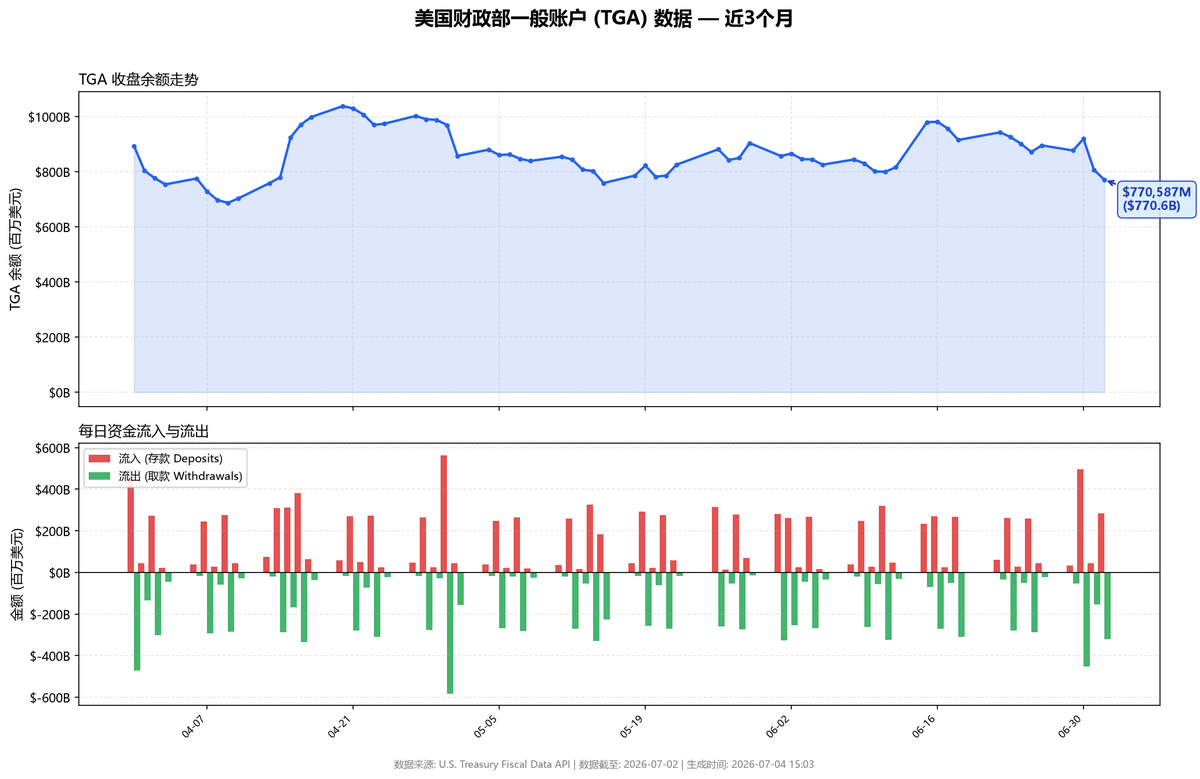 美国财政部一般账户 (TGA) 数据 — 近3个月
TGA 收盘余额走势
TGA 余额 (百万美元)
$1000B
$800B
$600B
$400B
$200B
$0B
$770,587M
($770.6B)
每日资金流入与流出
金额 (百万美元)
$600B
$400B
$200B
$0B
$-200B
$-400B
$-600B
流入 (存款 Deposits)
流出 (取款 Withdrawals)
04-07
04-21
05-05
05-19
06-02
06-16
06-30
数据来源: U.S. Treasury Fiscal Data API | 数据截至: 2026-07-02 | 生成时间: 2026-07-04 15:03